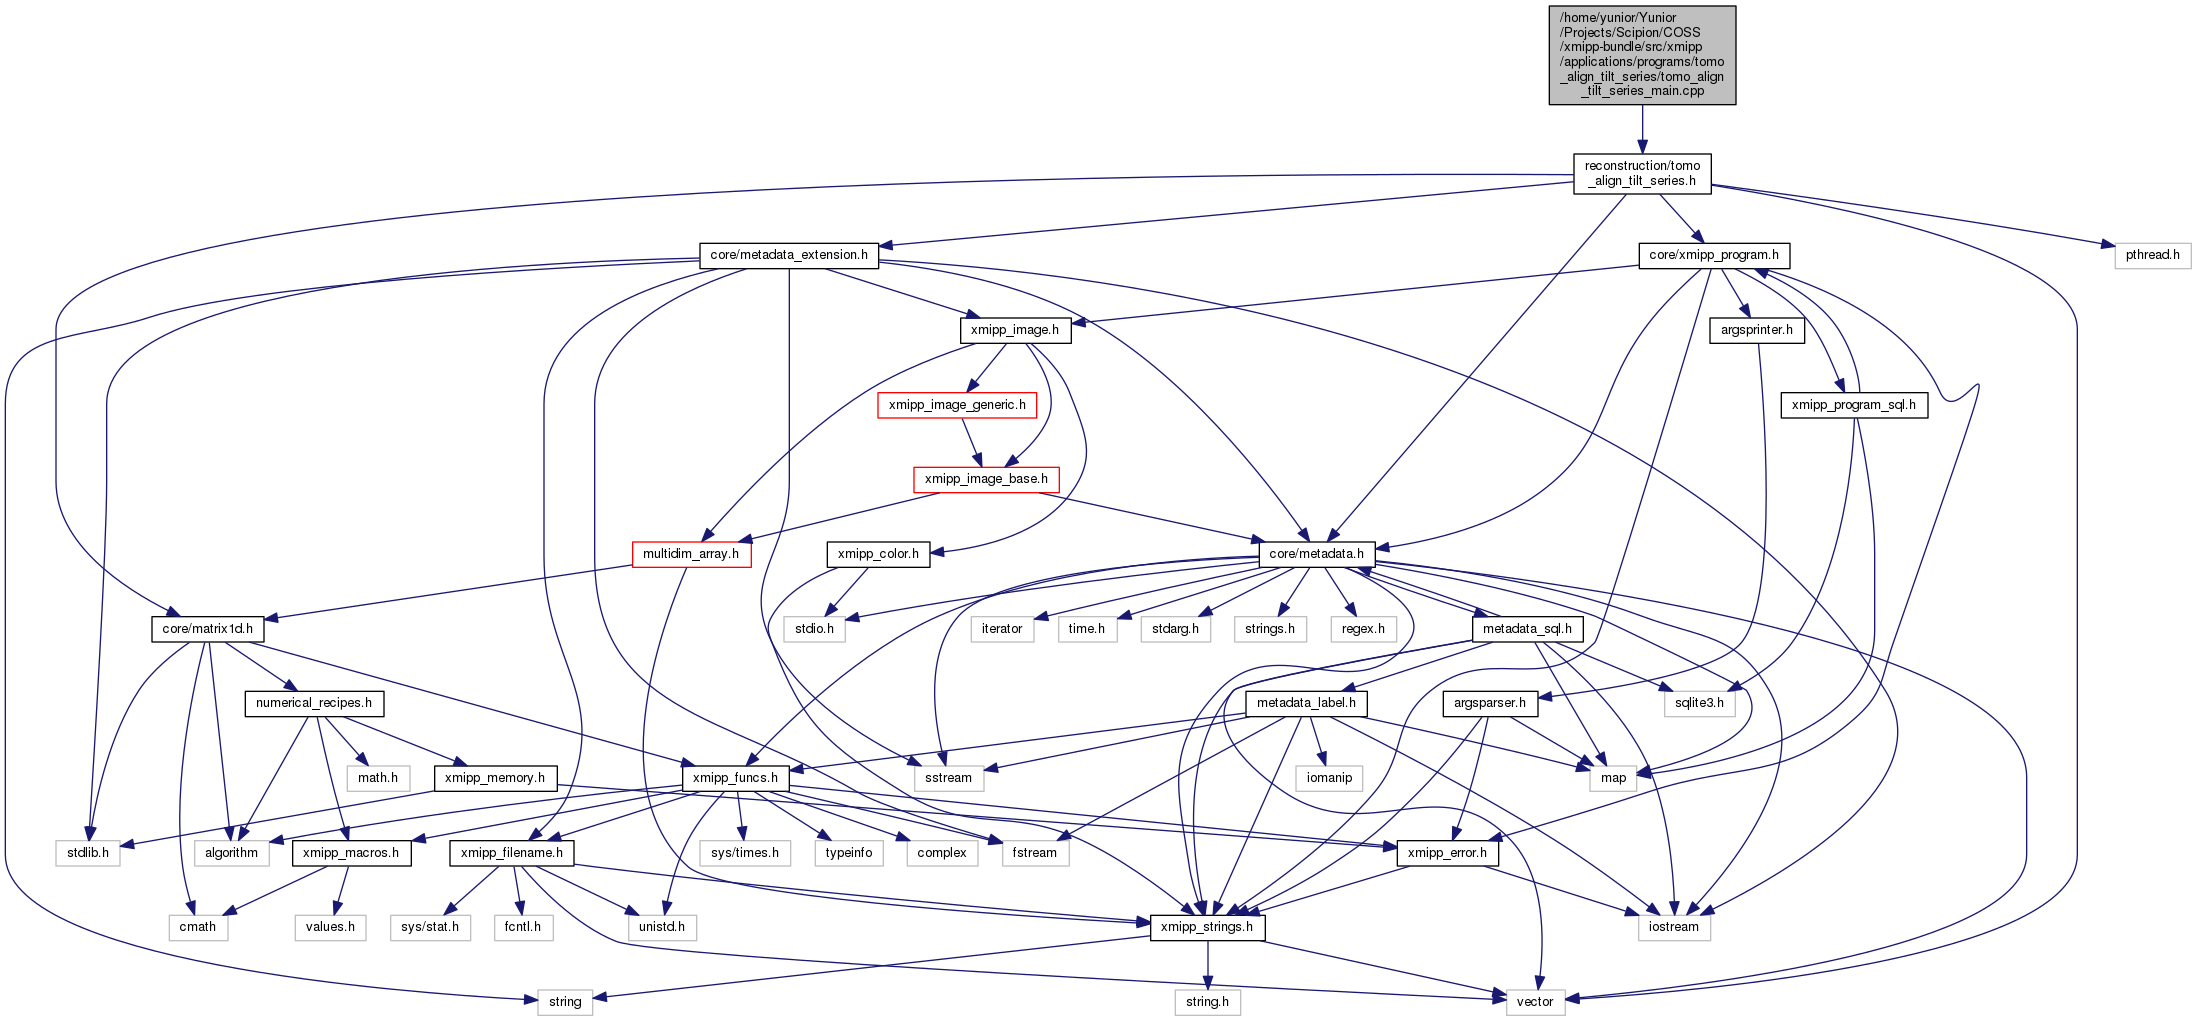 /home/yunior/Yunior
/Projects/Scipion/COSS
/xmipp-bundle/src/xmipp
/applications/programs/tomo
_align_tilt_series/tomo_align
_tilt_series_main.cpp
reconstruction/tomo
_align_tilt_series.h
core/metadata_extension.h
core/xmipp_program.h
pthread.h
xmipp_image.h
argsprinter.h
xmipp_image_generic.h
xmipp_program_sql.h
xmipp_image_base.h
multidim_array.h
xmipp_color.h
core/metadata.h
core/matrix1d.h
stdio.h
iterator
time.h
stdarg.h
strings.h
regex.h
metadata_sql.h
numerical_recipes.h
metadata_label.h
argsparser.h
sqlite3.h
math.h
xmipp_memory.h
xmipp_funcs.h
sstream
iomanip
map
stdlib.h
algorithm
xmipp_macros.h
xmipp_filename.h
sys/times.h
typeinfo
complex
fstream
xmipp_error.h
cmath
values.h
sys/stat.h
fcntl.h
unistd.h
xmipp_strings.h
iostream
string
string.h
vector